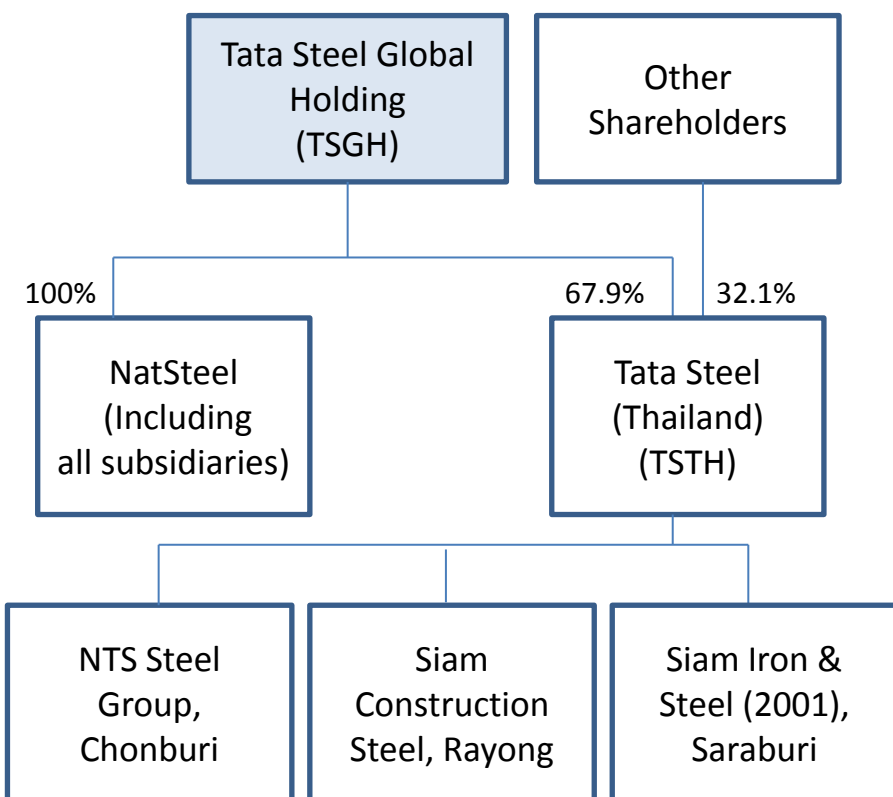 Tata Steel Global
Holding
(TSGH)
Other
Shareholders
100%
67.9%
32.1%
NatSteel
(Including
all subsidiaries)
Tata Steel
(Thailand)
(TSTH)
NTS Steel
Group,
Chonburi
Siam
Construction
Steel, Rayong
Siam Iron &
Steel (2001),
Saraburi